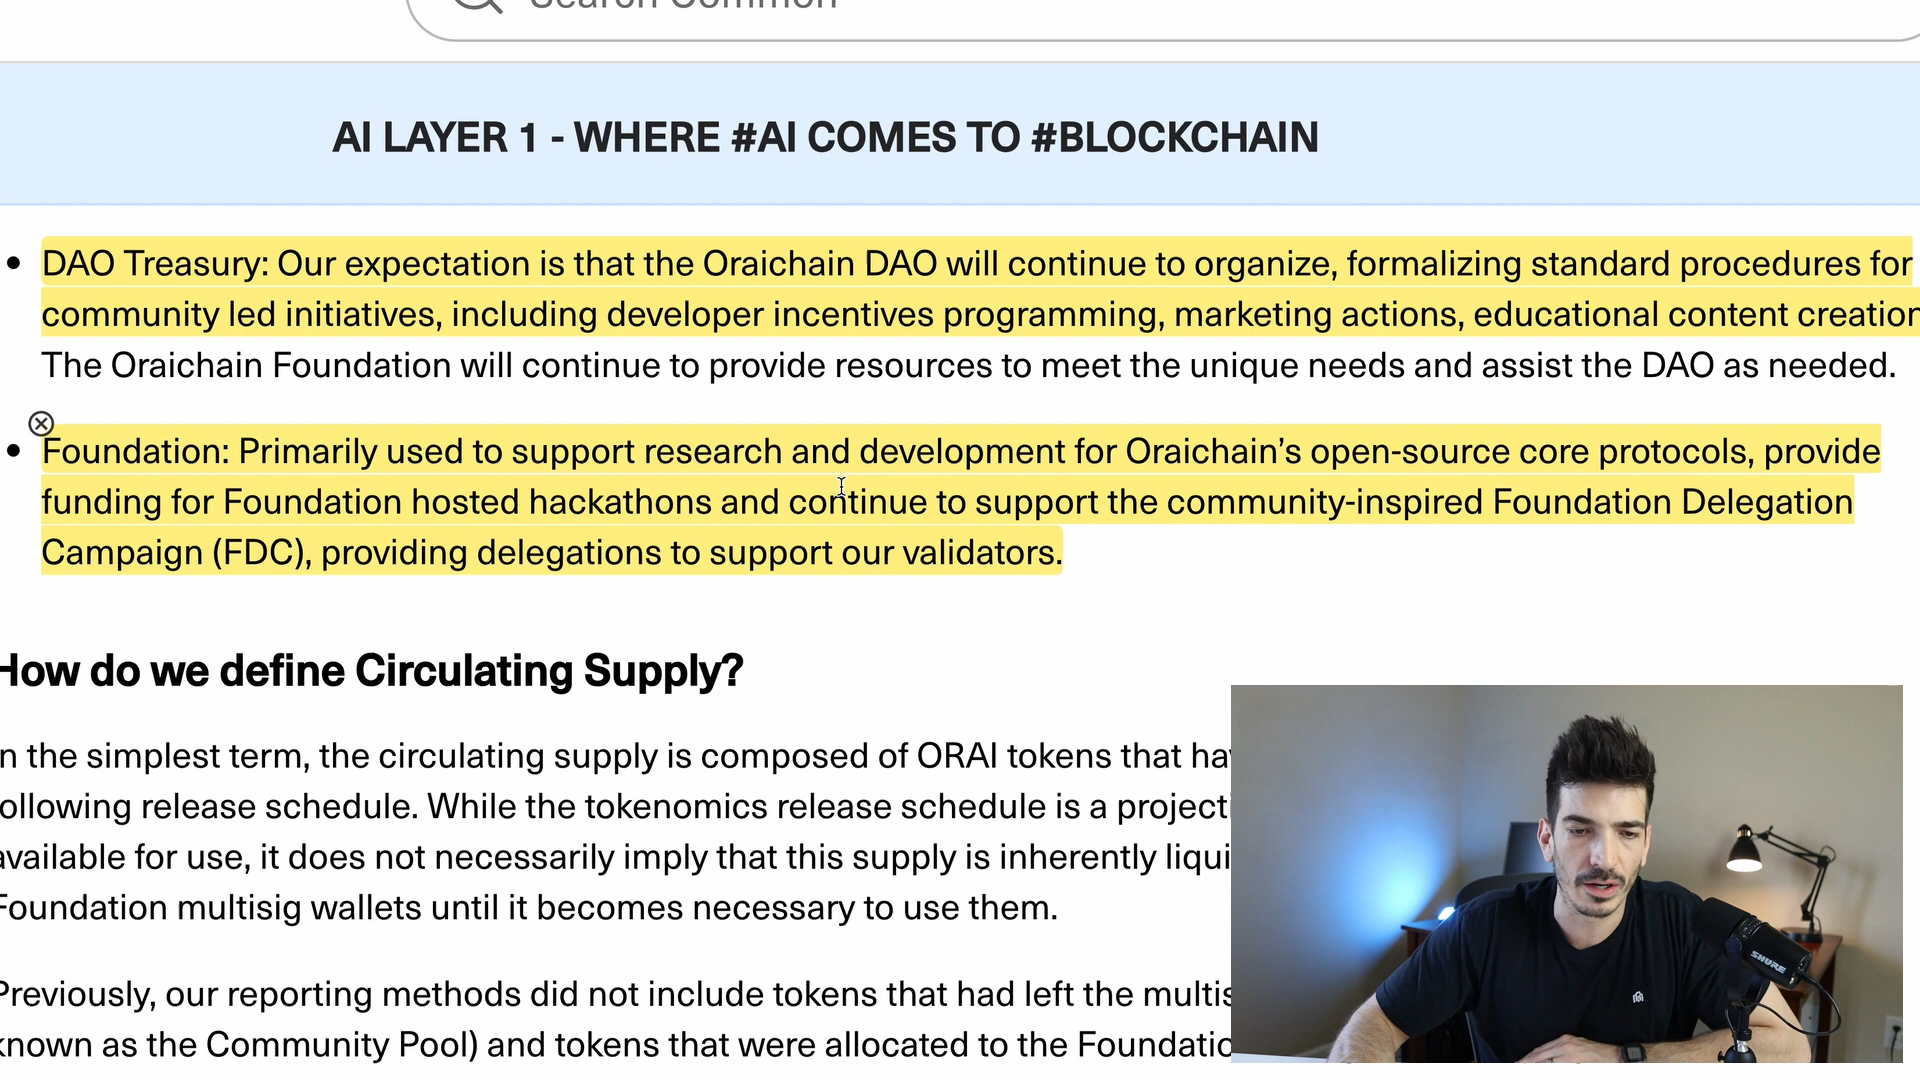 Search Common
AI LAYER 1 - WHERE #AI COMES TO #BLOCKCHAIN
DAO Treasury: Our expectation is that the Oraichain DAO will continue to organize, formalizing standard procedures for
community led initiatives, including developer incentives programming, marketing actions, educational content creation
The Oraichain Foundation will continue to provide resources to meet the unique needs and assist the DAO as needed.
Foundation: Primarily used to support research and development for Oraichain’s open-source core protocols, provide
funding for Foundation hosted hackathons and continue to support the community-inspired Foundation Delegation
Campaign (FDC), providing delegations to support our validators.
How do we define Circulating Supply?
In the simplest term, the circulating supply is composed of ORAI tokens that
following release schedule. While the tokenomics release schedule is a
available for use, it does not necessarily imply that this supply is inherently
Foundation multisig wallets until it becomes necessary to use them.
Previously, our reporting methods did not include tokens that had left the
known as the Community Pool) and tokens that were allocated to the
SHURE